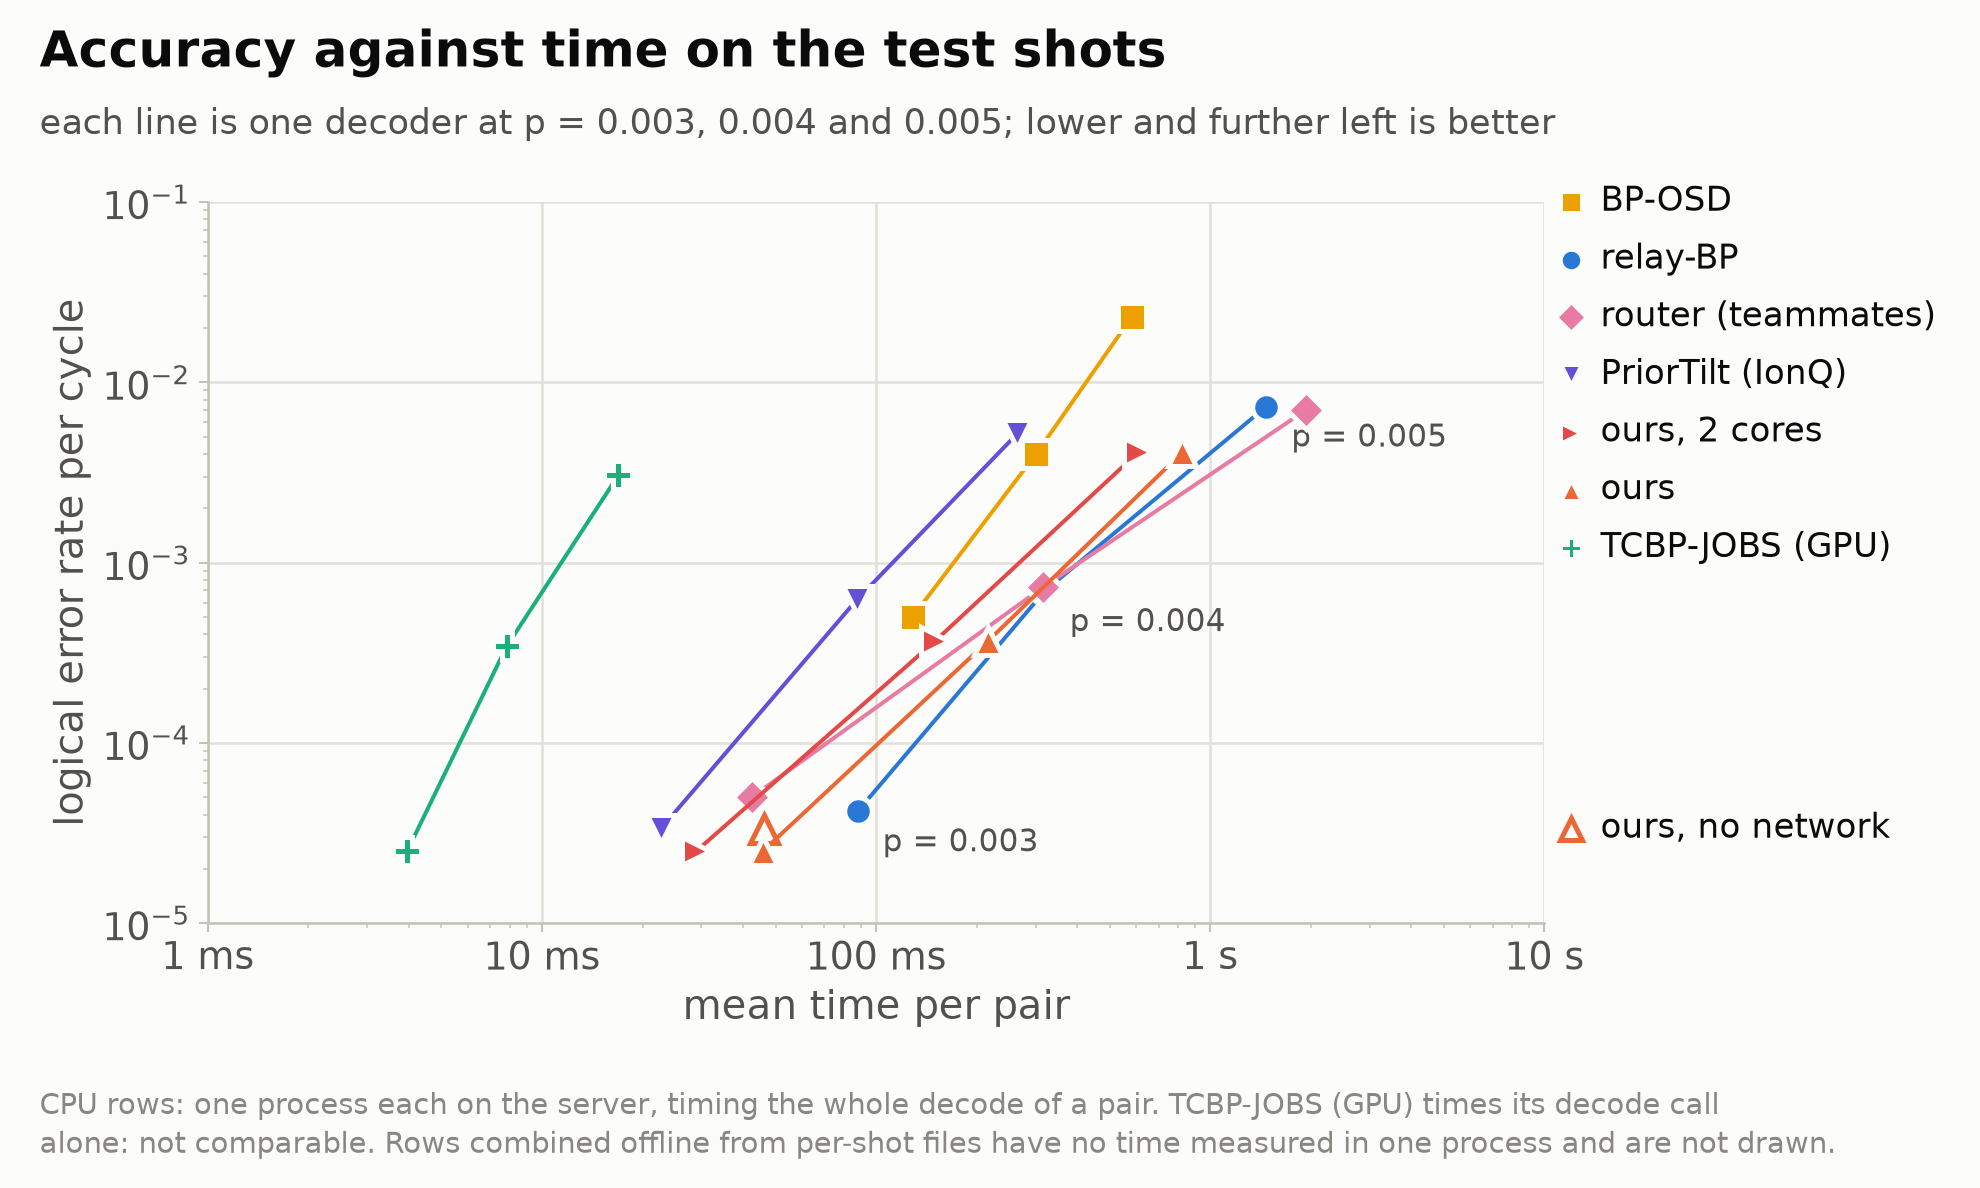 Accuracy against time on the test shots
each line is one decoder at p = 0.003, 0.004 and 0.005; lower and further left is better
logical error rate per cycle
10⁻¹
10⁻²
10⁻³
10⁻⁴
10⁻⁵
p = 0.005
p = 0.004
p = 0.003
BP-OSD
relay-BP
router (teammates)
PriorTilt (IonQ)
ours, 2 cores
ours
TCBP-JOBS (GPU)
ours, no network
1 ms
10 ms
100 ms
1 s
10 s
mean time per pair
CPU rows: one process each on the server, timing the whole decode of a pair. TCBP-JOBS (GPU) times its decode call
alone: not comparable. Rows combined offline from per-shot files have no time measured in one process and are not drawn.